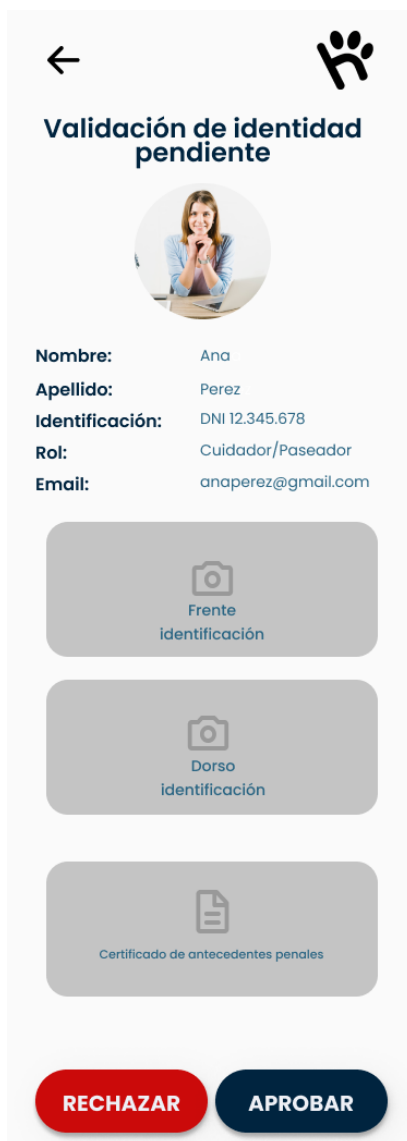 Validación de identidad
pendiente
Nombre: Ana
Apellido: Perez
Identificación: DNI 12.345.678
Rol: Cuidador/Paseador
Email: anaperez@gmail.com
Frente
identificación
Dorso
identificación
Certificado de antecedentes penales
RECHAZAR APROBAR